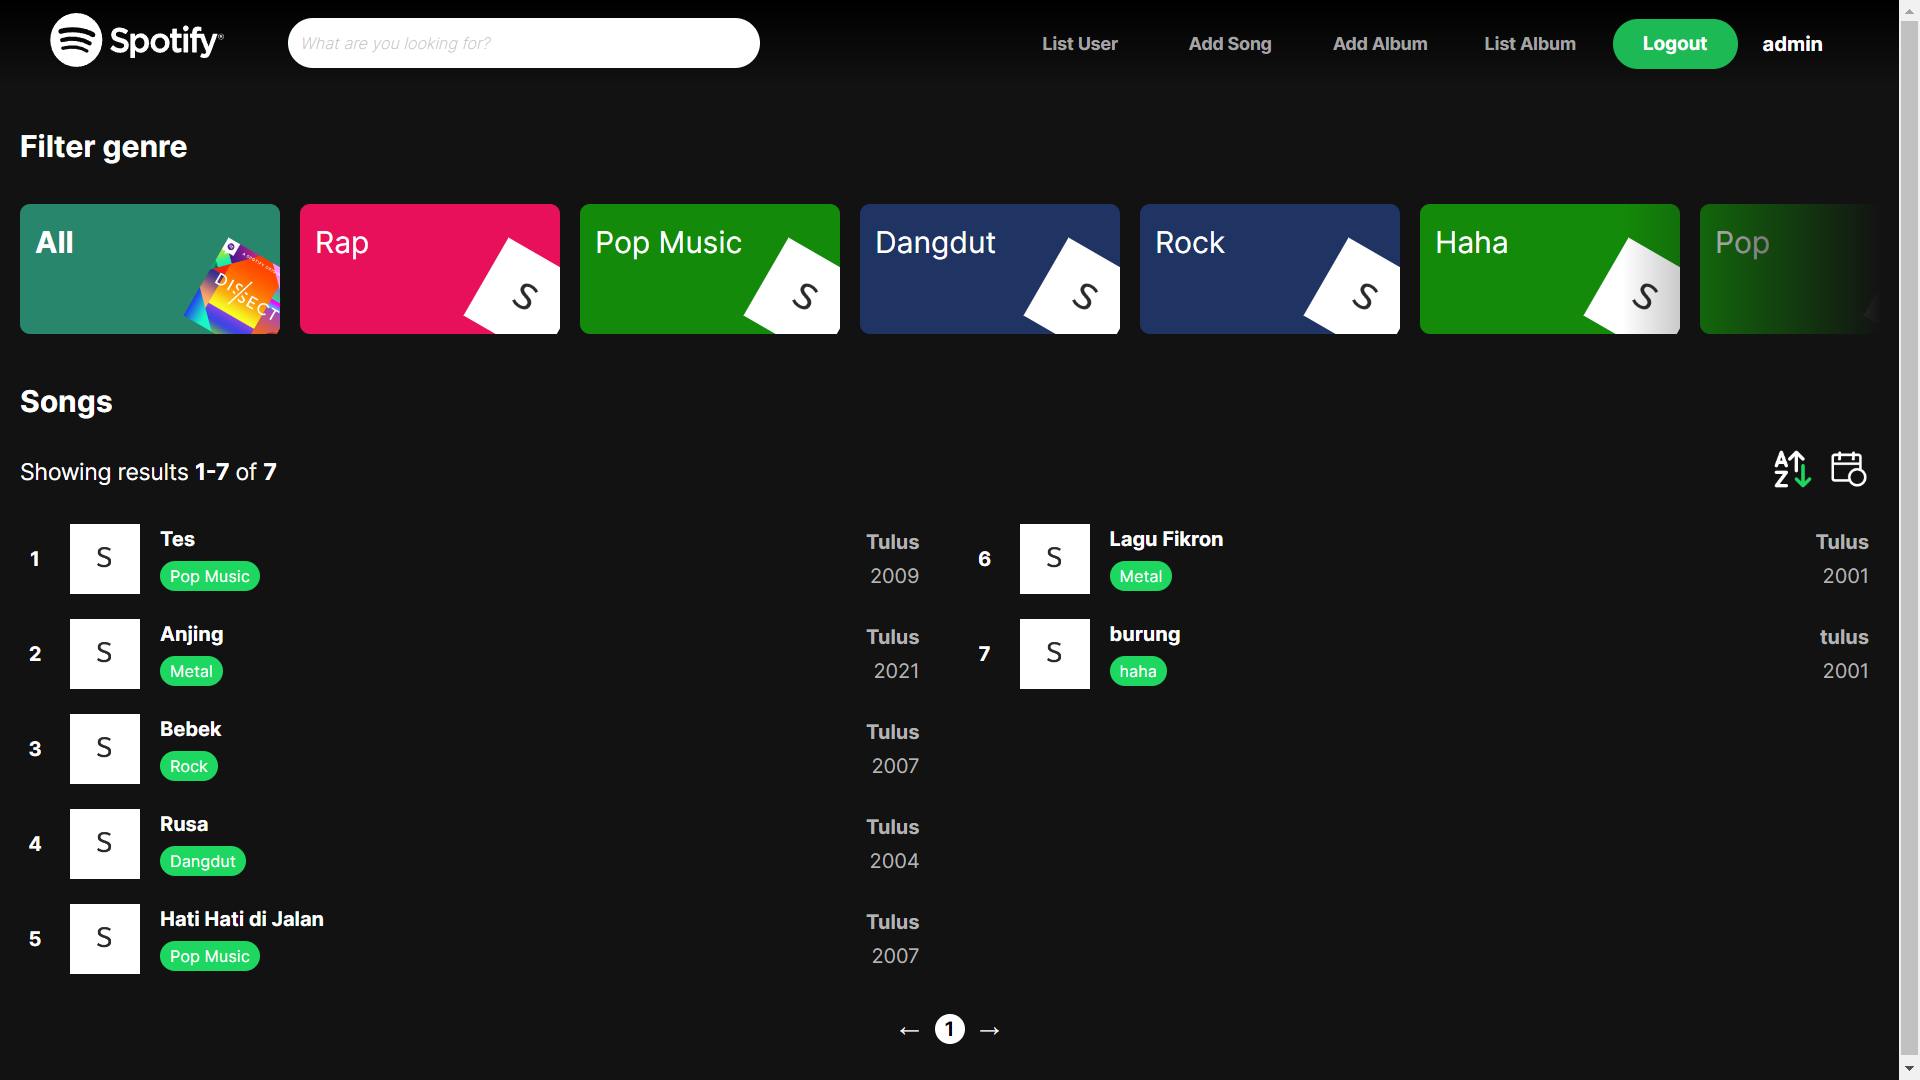 Spotify®
What are you looking for?
List User
Add Song
Add Album
List Album
Logout
admin
Filter genre
All
DISSECT
Rap
S
Pop Music
S
Dangdut
S
Rock
S
Haha
S
Pop
Songs
Showing results 1-7 of 7
A
Z
1
S
Tes
Pop Music
Tulus
2009
2
S
Anjing
Metal
Tulus
2021
3
S
Bebek
Rock
Tulus
2007
4
S
Rusa
Dangdut
Tulus
2004
5
S
Hati Hati di Jalan
Pop Music
Tulus
2007
6
S
Lagu Fikron
Metal
Tulus
2001
7
S
burung
haha
tulus
2001
← 1 →